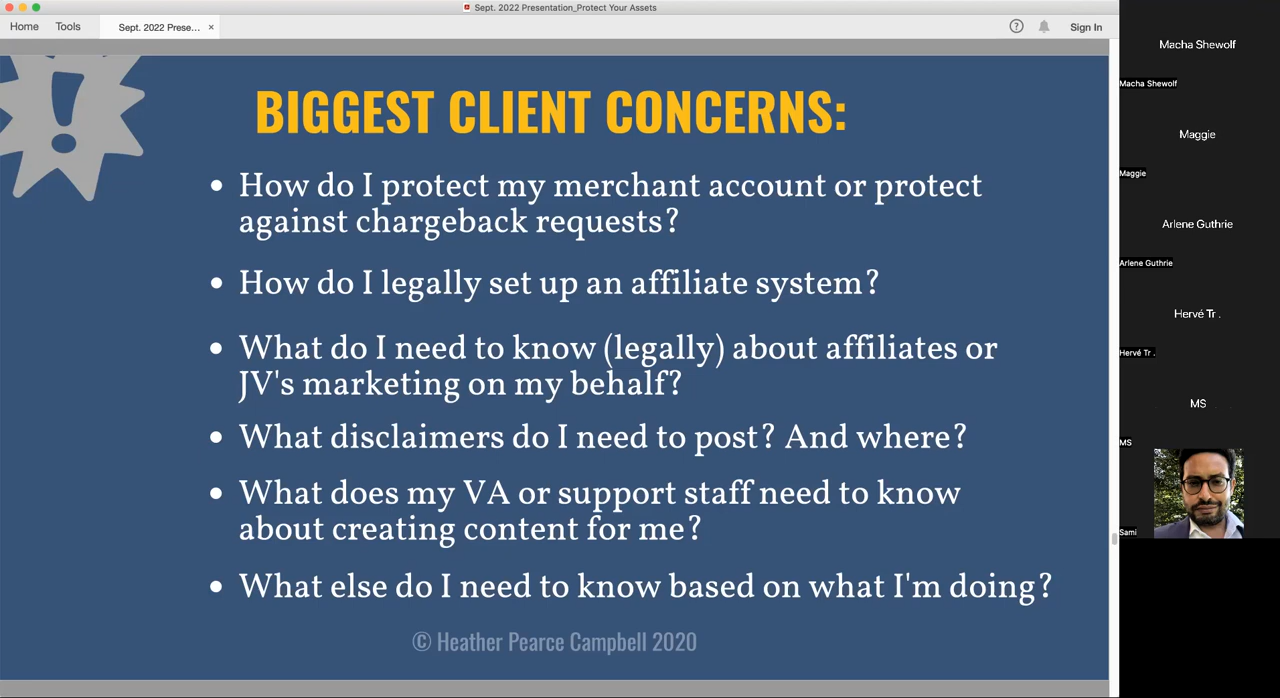 Sept. 2022 Presentation_Protect Your Assets
Home
Tools
Sept. 2022 Prese...
×
?
Sign In
!
BIGGEST CLIENT CONCERNS:
• How do I protect my merchant account or protect
against chargeback requests?
• How do I legally set up an affiliate system?
• What do I need to know (legally) about affiliates or
JV's marketing on my behalf?
• What disclaimers do I need to post? And where?
• What does my VA or support staff need to know
about creating content for me?
• What else do I need to know based on what I'm doing?
© Heather Pearce Campbell 2020
Macha Shewolf
Macha Shewolf
Maggie
Maggie
Arlene Guthrie
Arlene Guthrie
Hervé Tr .
Hervé Tr .
MS
MS
Sami